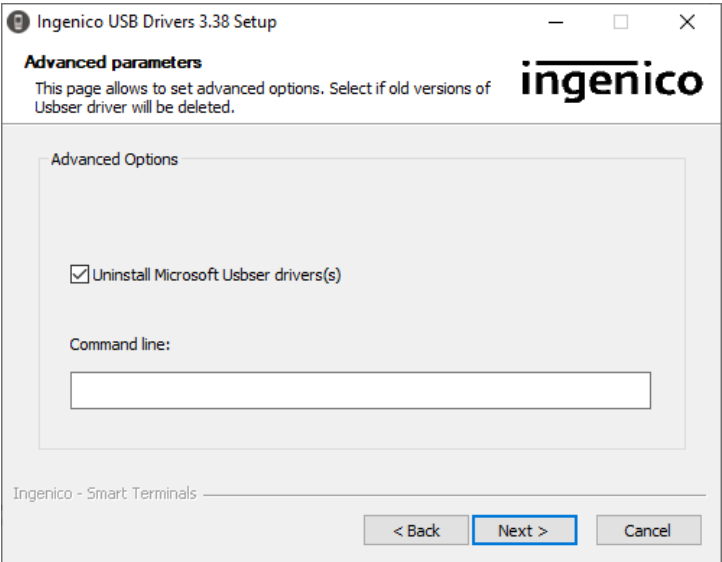 Ingenico USB Drivers 3.38 Setup
Advanced parameters
This page allows to set advanced options. Select if old versions of
Usbser driver will be deleted.
ingenico
Advanced Options
Uninstall Microsoft Usbser drivers(s)
Command line:
Ingenico - Smart Terminals
< Back
Next >
Cancel